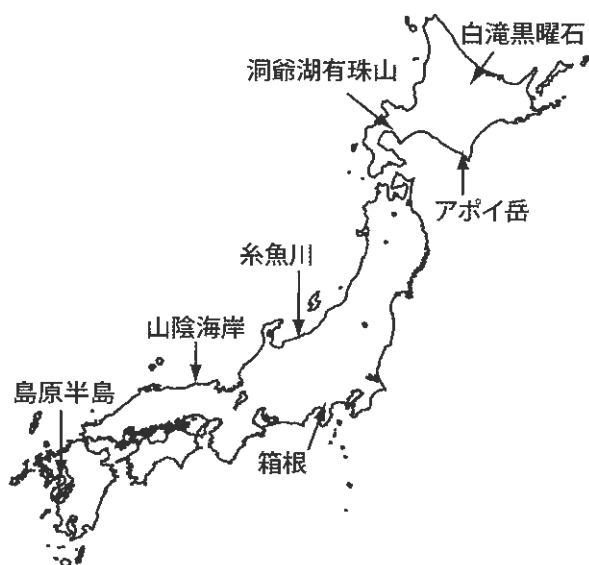 白滝黒曜石
洞爺湖有珠山
アポイ岳
糸魚川
山陰海岸
島原半島
箱根